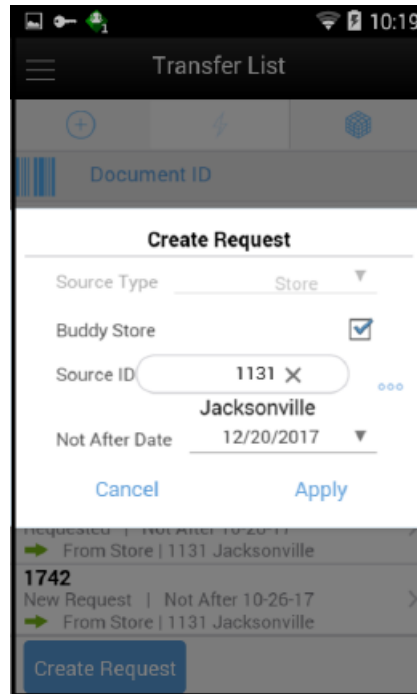 1
10:19
Transfer List
Document ID
Create Request
Source Type Store
Buddy Store
Source ID 1131
Jacksonville
Not After Date 12/20/2017
Cancel Apply
Requested | Not After 10-26-17
From Store | 1131 Jacksonville
1742
New Request | Not After 10-26-17
From Store | 1131 Jacksonville
Create Request